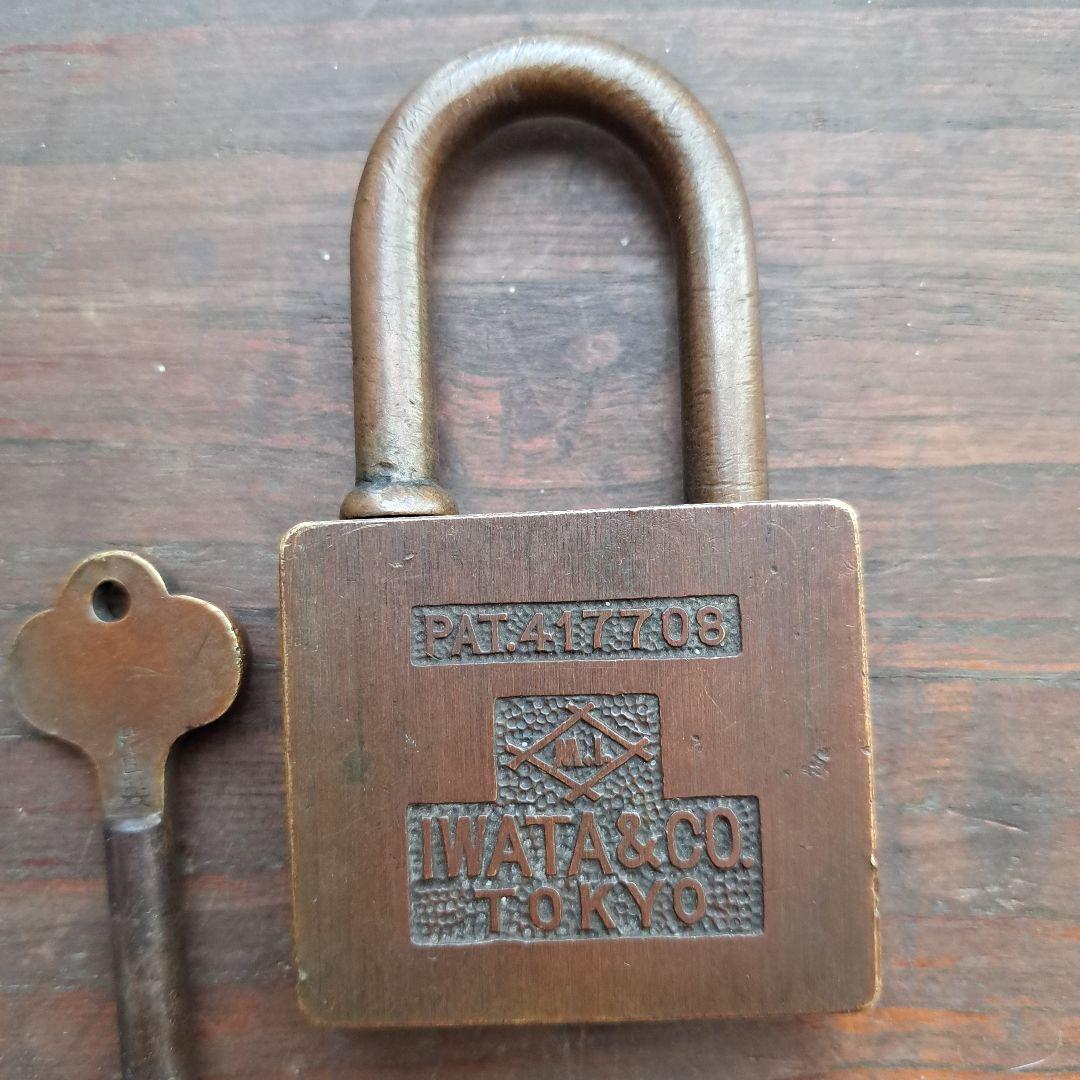 PAT.417708
M.I.
IWATA&CO.
TOKYO